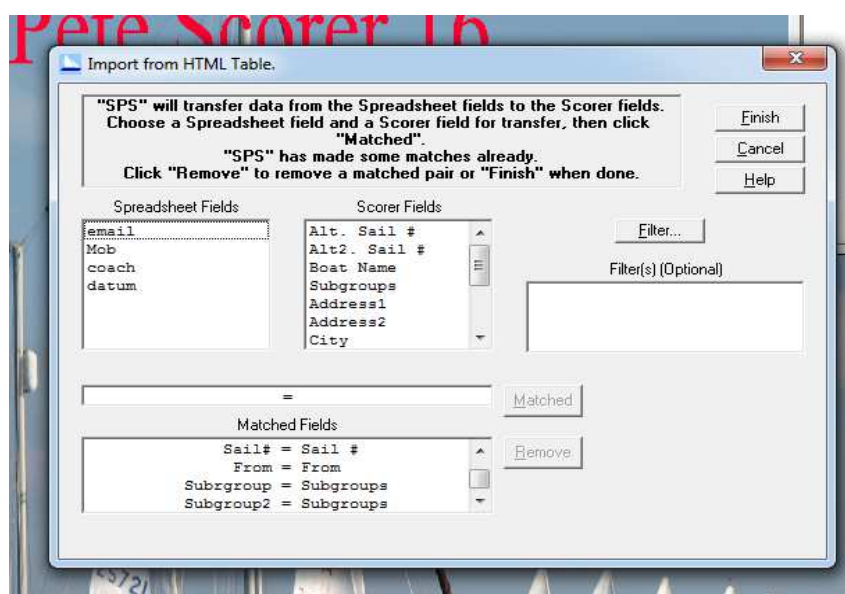 Pete Scorer 16
Import from HTML Table.
"SPS" will transfer data from the Spreadsheet fields to the Scorer fields.
Choose a Spreadsheet field and a Scorer field for transfer, then click
"Matched".
"SPS" has made some matches already.
Click "Remove" to remove a matched pair or "Finish" when done.
Finish
Cancel
Help
Spreadsheet Fields
email
Mob
coach
datum
Scorer Fields
Alt. Sail #
Alt2. Sail #
Boat Name
Subgroups
Address1
Address2
City
Filter...
Filter(s) (Optional)
=
Matched
Matched Fields
Sail# = Sail #
From = From
Subrgroup = Subgroups
Subgroup2 = Subgroups
Remove
25721